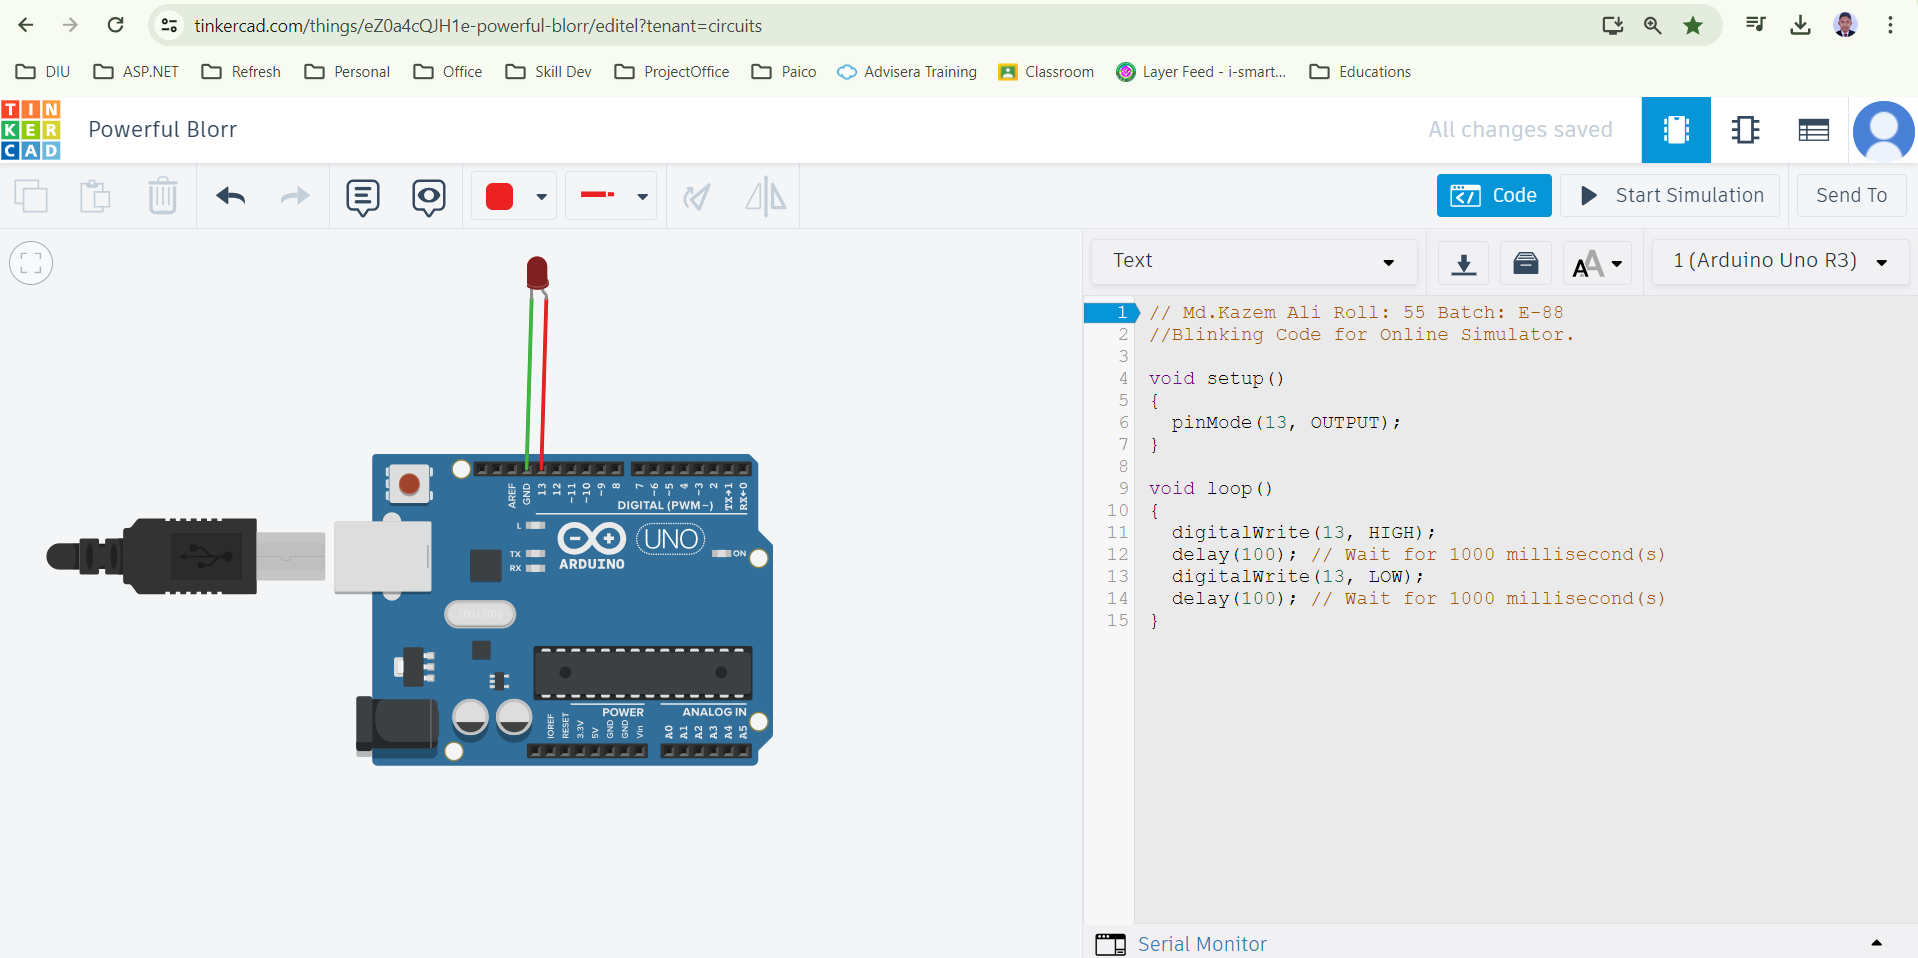 tinkercad.com/things/eZ0a4cQJH1e-powerful-blorr/editel?tenant=circuits
DIU ASP.NET Refresh Personal Office Skill Dev ProjectOffice Paico Advisera Training Classroom Layer Feed - i-smart... Educations
TIN
KER
CAD
Powerful Blorr
All changes saved
Code
Start Simulation
Send To
Text
AA
1 (Arduino Uno R3)
1 // Md.Kazem Ali Roll: 55 Batch: E-88
2 //Blinking Code for Online Simulator.
3
4 void setup()
5 {
6 pinMode(13, OUTPUT);
7 }
8
9 void loop()
10 {
11 digitalWrite(13, HIGH);
12 delay(100); // Wait for 1000 millisecond(s)
13 digitalWrite(13, LOW);
14 delay(100); // Wait for 1000 millisecond(s)
15 }
AREF GND 13 12 ~11 ~10 ~9 8 7 ~6 ~5 4 ~3 2 TX→1 RX←0
DIGITAL (PWM~)
L
TX
RX
ARDUINO
UNO
ON
POWER
ANALOG IN
IOREF RESET 3.3V 5V GND GND Vin A0 A1 A2 A3 A4 A5
Serial Monitor